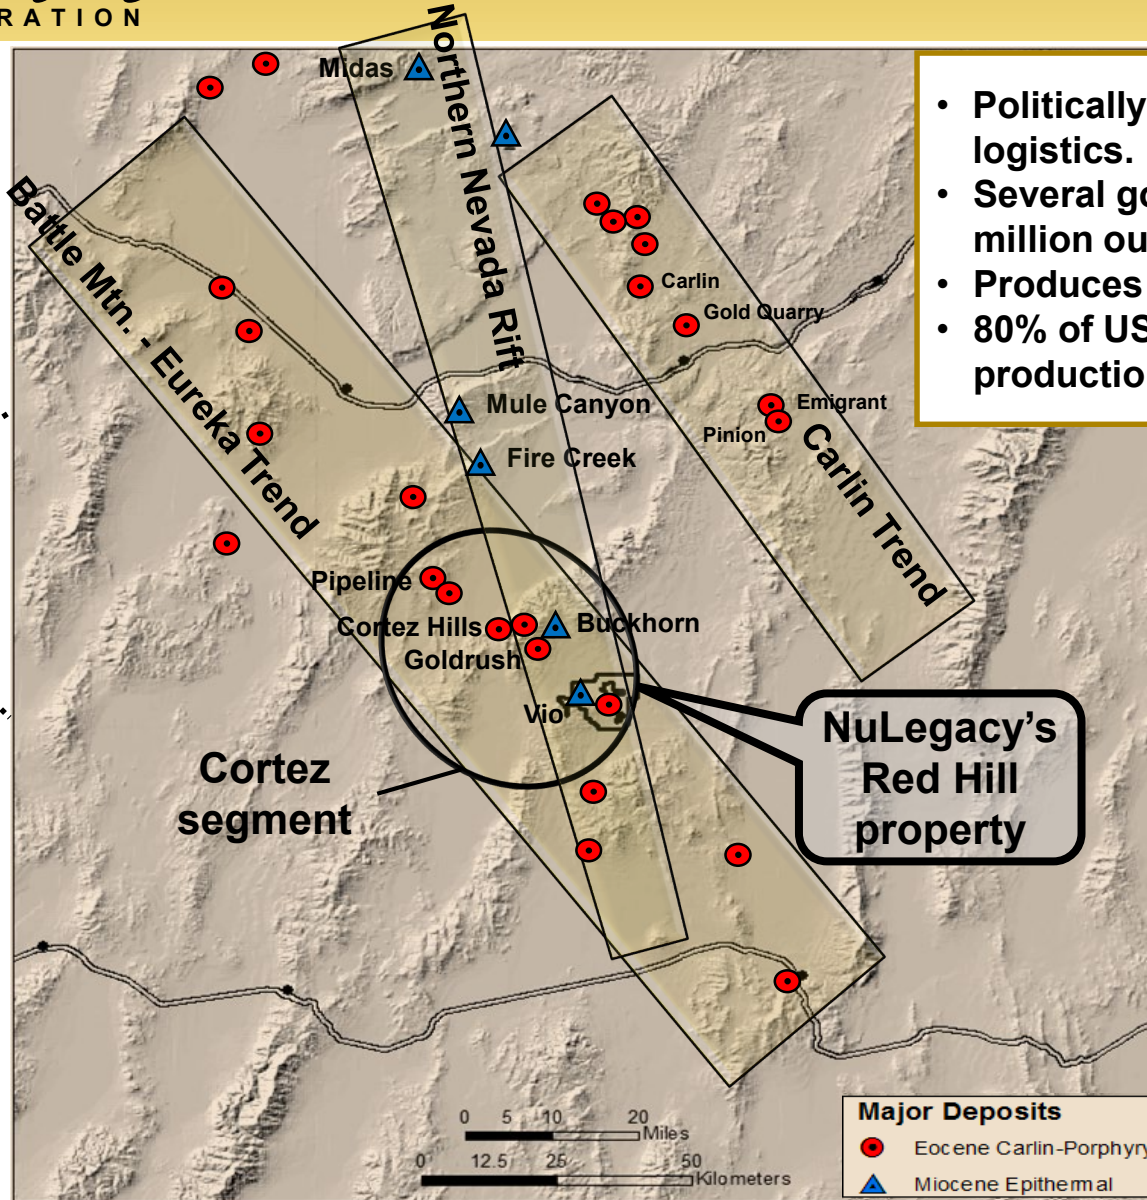 RATION
Midas
Northern Nevada Rift
Battle Mtn. - Eureka Trend
• Politically
logistics.
• Several
million
• Produces
• 80% of US
Carlin
Gold Quarry
Mule Canyon
Emigrant
Pinion
Carlin Trend
Fire Creek
Pipeline
Cortez Hills
Buckhorn
Goldrush
Vio
NuLegacy's
Red Hill
property
Cortez
segment
0 5 10 20
Miles
0 12.5 25 50
Kilometers
Major Deposits
Eocene Carlin-Porphyry
Miocene Epithermal